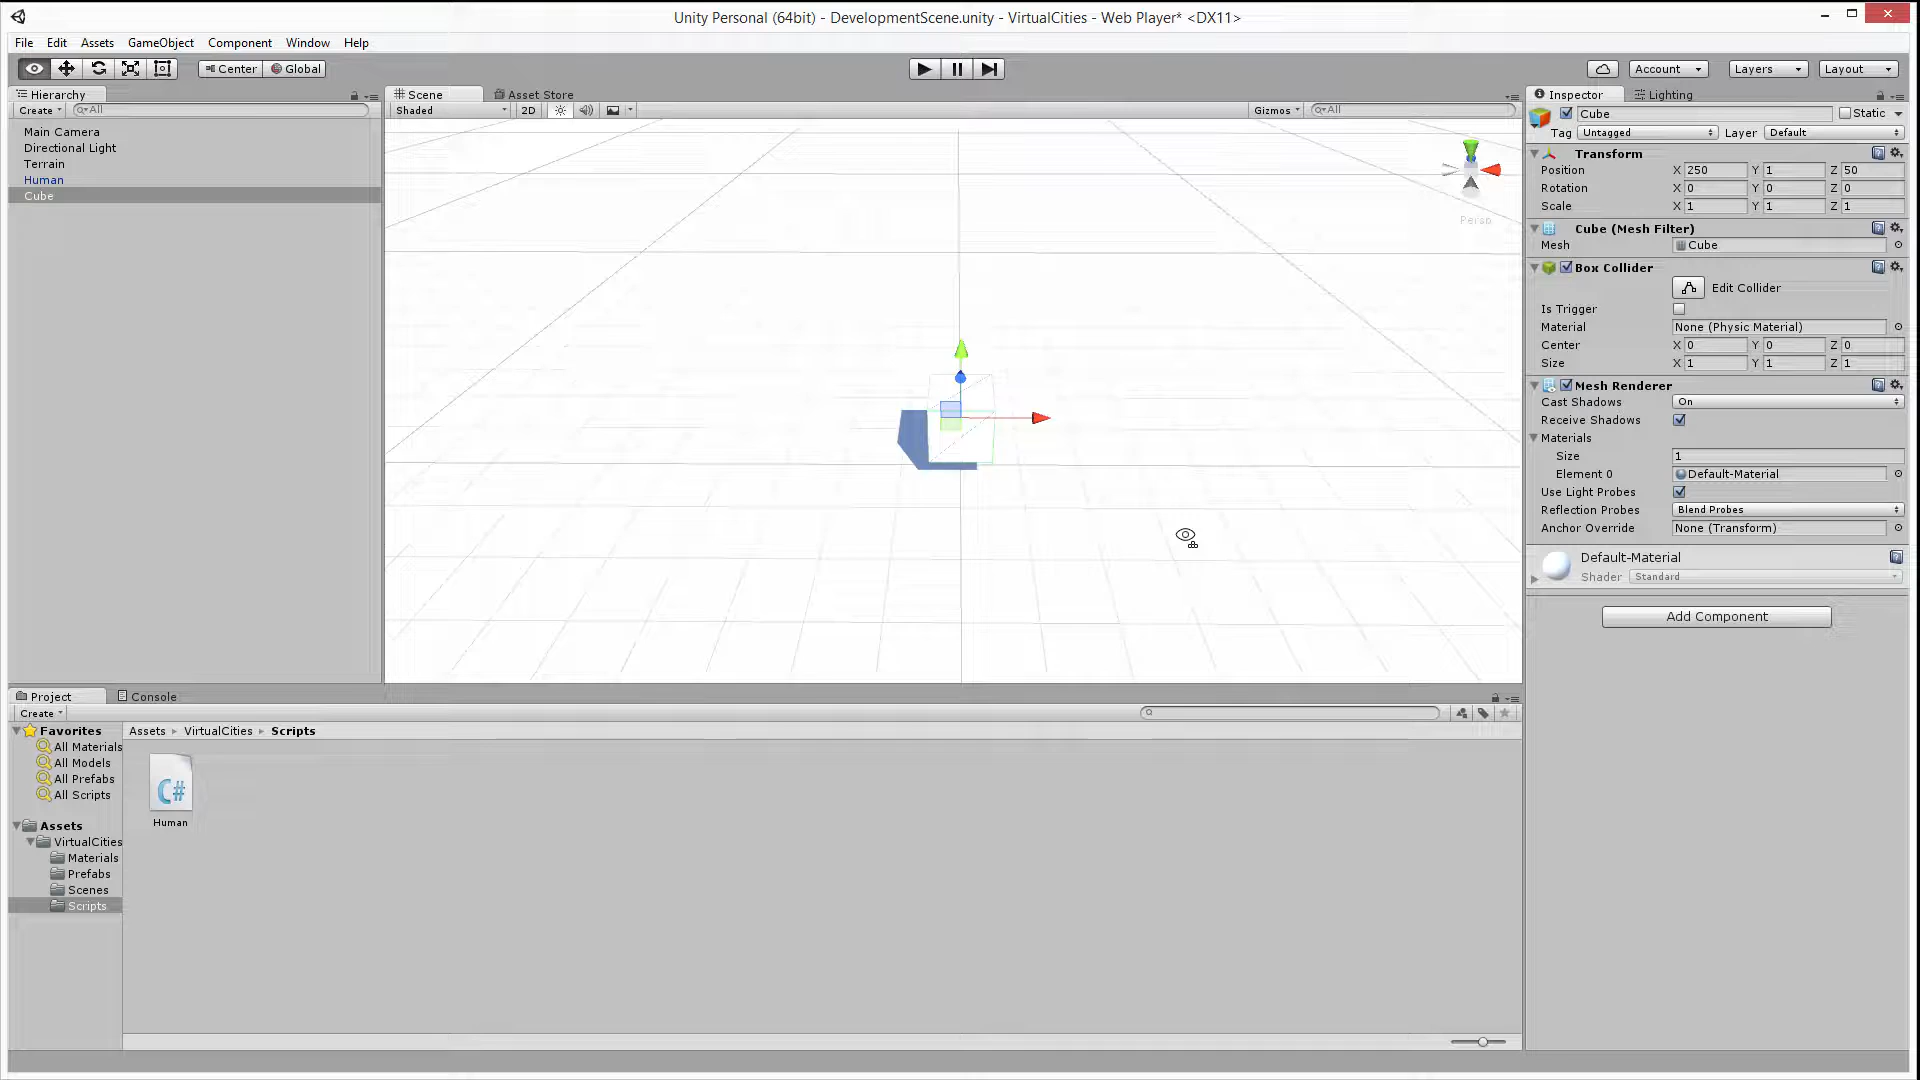 Unity Personal (64bit) - DevelopmentScene.unity - VirtualCities - Web Player* <DX11>
File Edit Assets GameObject Component Window Help
Center Global Account Layers Layout
Hierarchy
Create All
Main Camera
Directional Light
Terrain
Human
Cube
Scene Asset Store
Shaded 2D Gizmos All
Persp
Inspector Lighting
Cube Static
Tag Untagged Layer Default
Transform
Position X 250 Y 1 Z 50
Rotation X 0 Y 0 Z 0
Scale X 1 Y 1 Z 1
Cube (Mesh Filter)
Mesh Cube
Box Collider
Edit Collider
Is Trigger
Material None (Physic Material)
Center X 0 Y 0 Z 0
Size X 1 Y 1 Z 1
Mesh Renderer
Cast Shadows On
Receive Shadows
Materials
Size 1
Element 0 Default-Material
Use Light Probes
Reflection Probes Blend Probes
Anchor Override None (Transform)
Default-Material
Shader Standard
Add Component
Project Console
Create
Favorites
All Materials
All Models
All Prefabs
All Scripts
Assets
VirtualCities
Materials
Prefabs
Scenes
Scripts
Assets VirtualCities Scripts
C#
Human